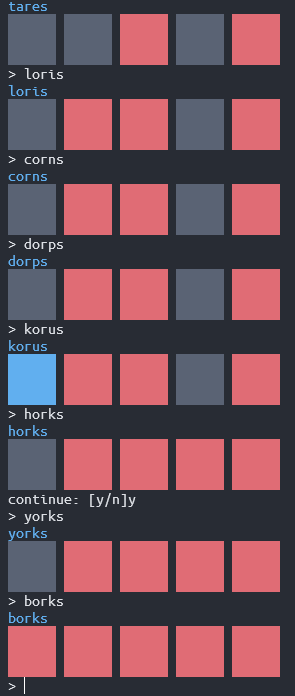 tares
> loris
loris
> corns
corns
> dorps
dorps
> korus
korus
> horks
horks
continue: [y/n]y
> yorks
yorks
> borks
borks
>